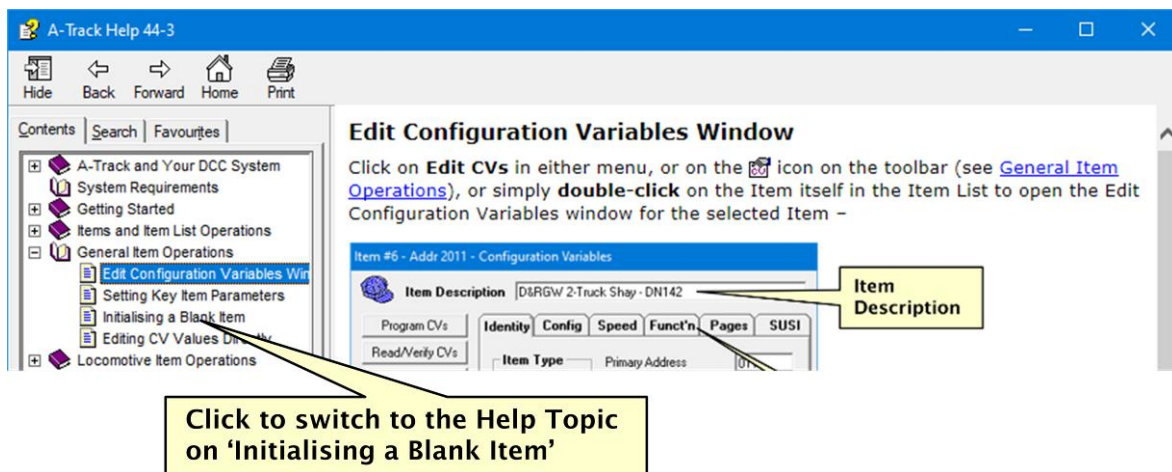 A-Track Help 44-3
Hide Back Forward Home Print
Contents Search Favourites
A-Track and Your DCC System
System Requirements
Getting Started
Items and Item List Operations
General Item Operations
Edit Configuration Variables Win
Setting Key Item Parameters
Initialising a Blank Item
Editing CV Values Directly
Locomotive Item Operations
Edit Configuration Variables Window
Click on Edit CVs in either menu, or on the icon on the toolbar (see General Item
Operations), or simply double-click on the Item itself in the Item List to open the Edit
Configuration Variables window for the selected Item –
Item #6 - Addr 2011 - Configuration Variables
Item Description D&RGW 2-Truck Shay - DN142
Program CVs Identity Config Speed Funct'n Pages SUSI
Read/Verify CVs
Item Type Primary Address
Item
Description
Click to switch to the Help Topic
on ‘Initialising a Blank Item’